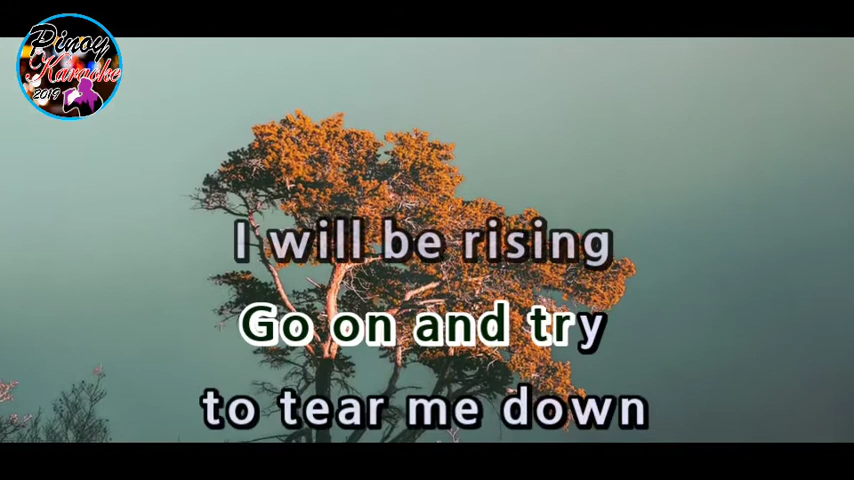 Pinoy
Karaoke
2019
I will be rising
Go on and try
to tear me down